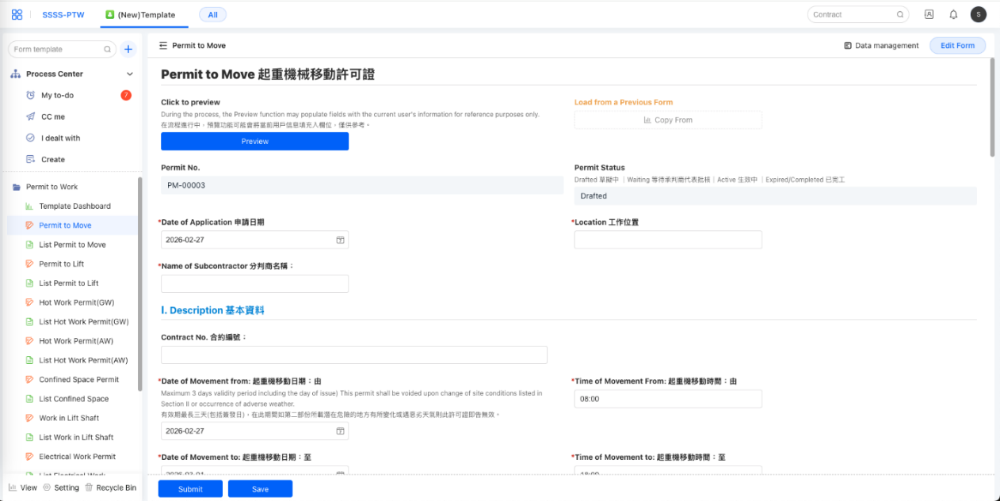 SSSS-PTW
(New)Template
All
Contract
S
Form template
Permit to Move
Data management
Edit Form
Process Center
My to-do
7
CC me
I dealt with
Create
Permit to Work
Template Dashboard
Permit to Move
List Permit to Move
Permit to Lift
List Permit to Lift
Hot Work Permit(GW)
List Hot Work Permit(GW)
Hot Work Permit(AW)
List Hot Work Permit(AW)
Confined Space Permit
List Confined Space
Work in Lift Shaft
List Work in Lift Shaft
Electrical Work Permit
List Electrical Work
View
Setting
Recycle Bin
Permit to Move 起重機械移動許可證
Click to preview
During the process, the Preview function may populate fields with the current user's information for reference purposes only.
在流程進行中，預覽功能可能會將當前用戶信息填充入欄位，僅供參考。
Preview
Load from a Previous Form
Copy From
Permit No.
PM-00003
Permit Status
Drafted 草擬中 | Waiting 等待承判商代表批核 | Active 生效中 | Expired/Completed 已完工
Drafted
*Date of Application 申請日期
2026-02-27
*Location 工作位置
*Name of Subcontractor 分判商名稱：
I. Description 基本資料
Contract No. 合約編號：
*Date of Movement from: 起重機移動日期：由
Maximum 3 days validity period including the day of issue) This permit shall be voided upon change of site conditions listed in
Section II or occurrence of adverse weather.
有效期最長三天(包括簽發日)，在此期間如第二部份所載潛在危險的地方有所變化或遇惡劣天氣則此許可證即告無效。
2026-02-27
*Time of Movement From: 起重機移動時間：由
08:00
*Date of Movement to: 起重機移動日期：至
2026-03-01
*Time of Movement to: 起重機移動時間：至
18:00
Submit
Save